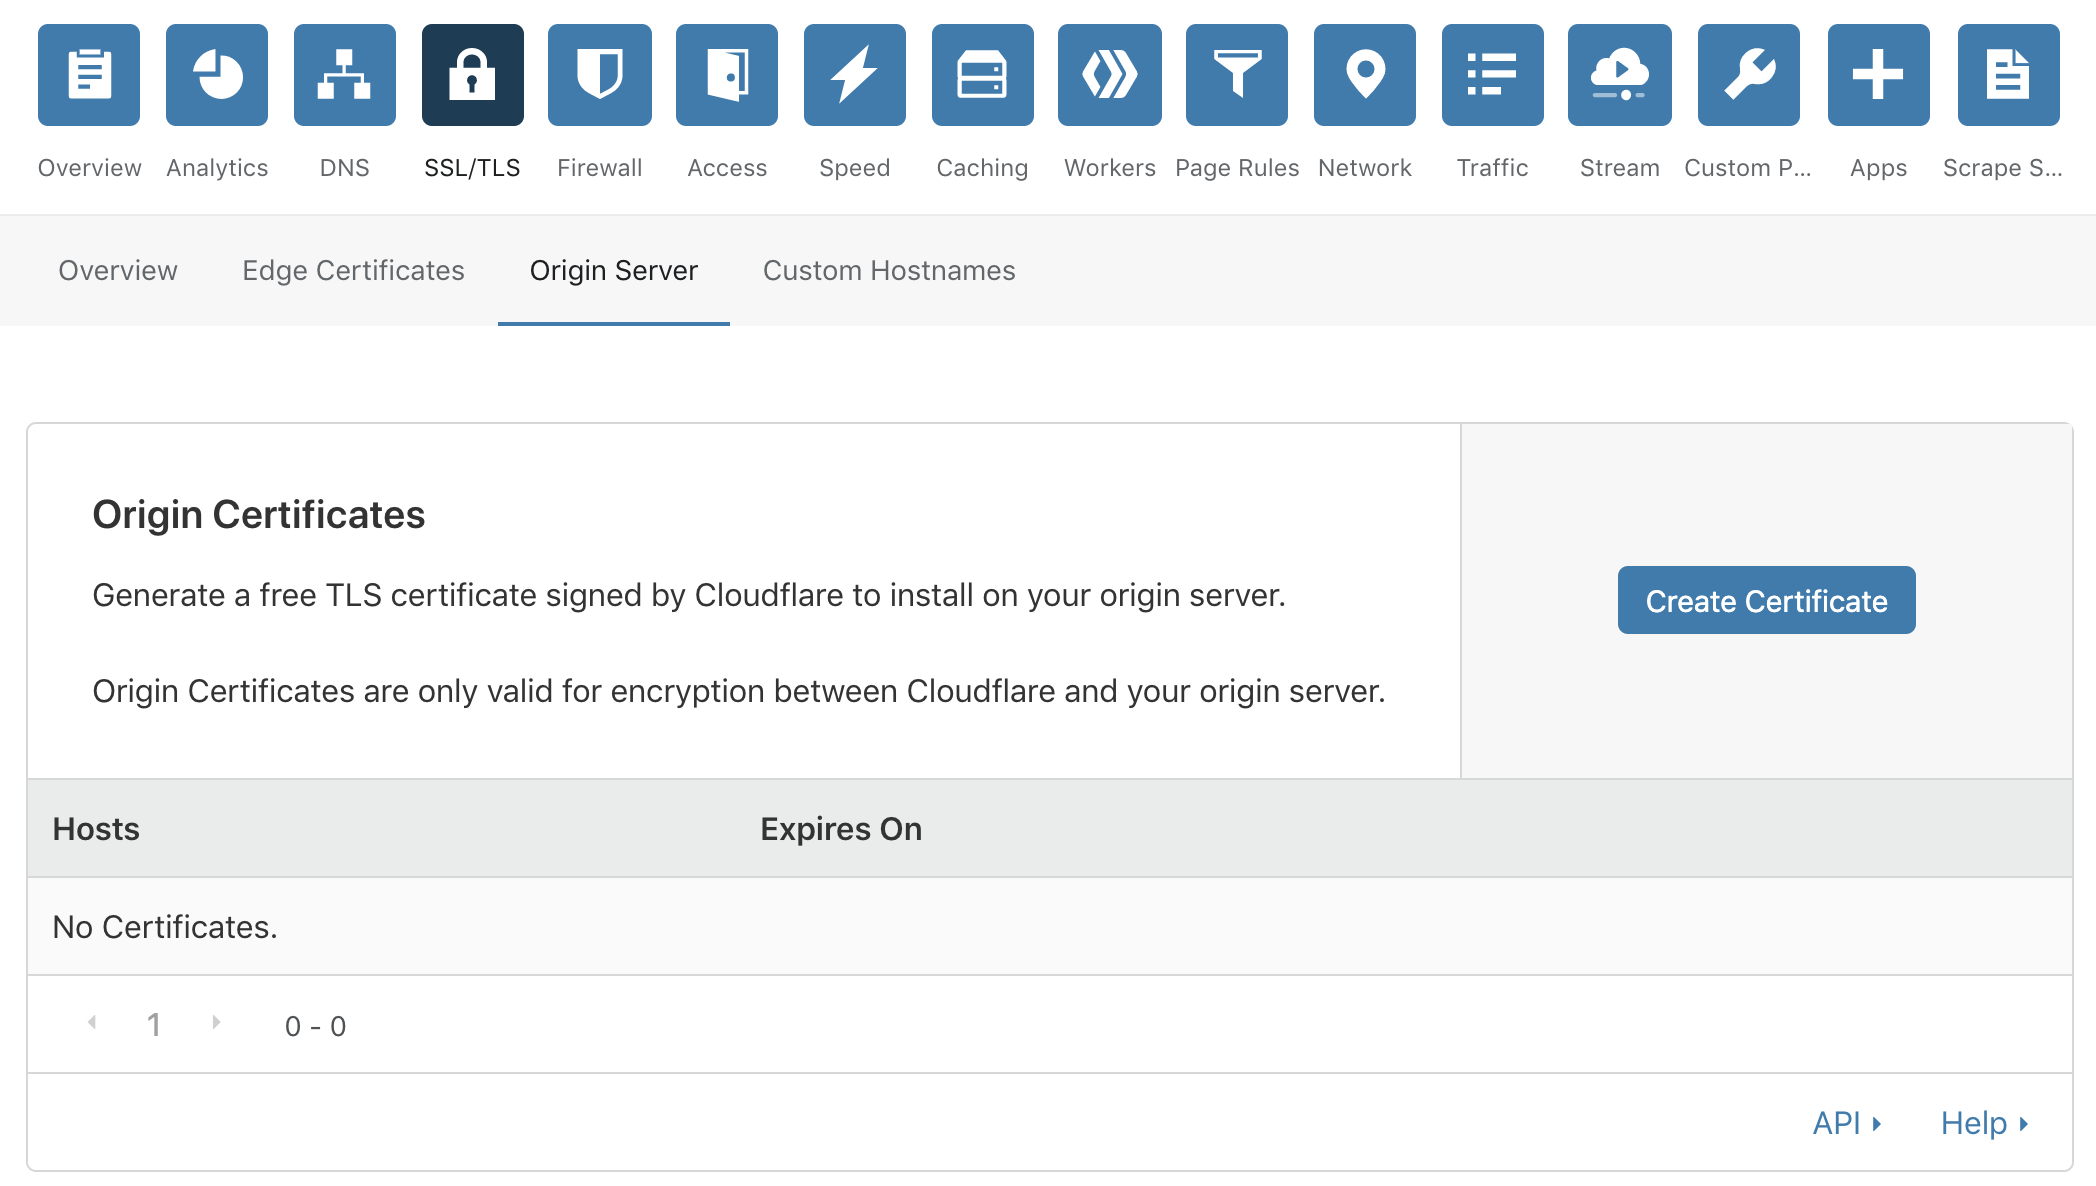 Overview Analytics DNS SSL/TLS Firewall Access Speed Caching Workers Page Rules Network Traffic Stream Custom P... Apps Scrape S...
Overview Edge Certificates Origin Server Custom Hostnames
Origin Certificates
Generate a free TLS certificate signed by Cloudflare to install on your origin server.
Create Certificate
Origin Certificates are only valid for encryption between Cloudflare and your origin server.
Hosts Expires On
No Certificates.
1 0 - 0
API Help